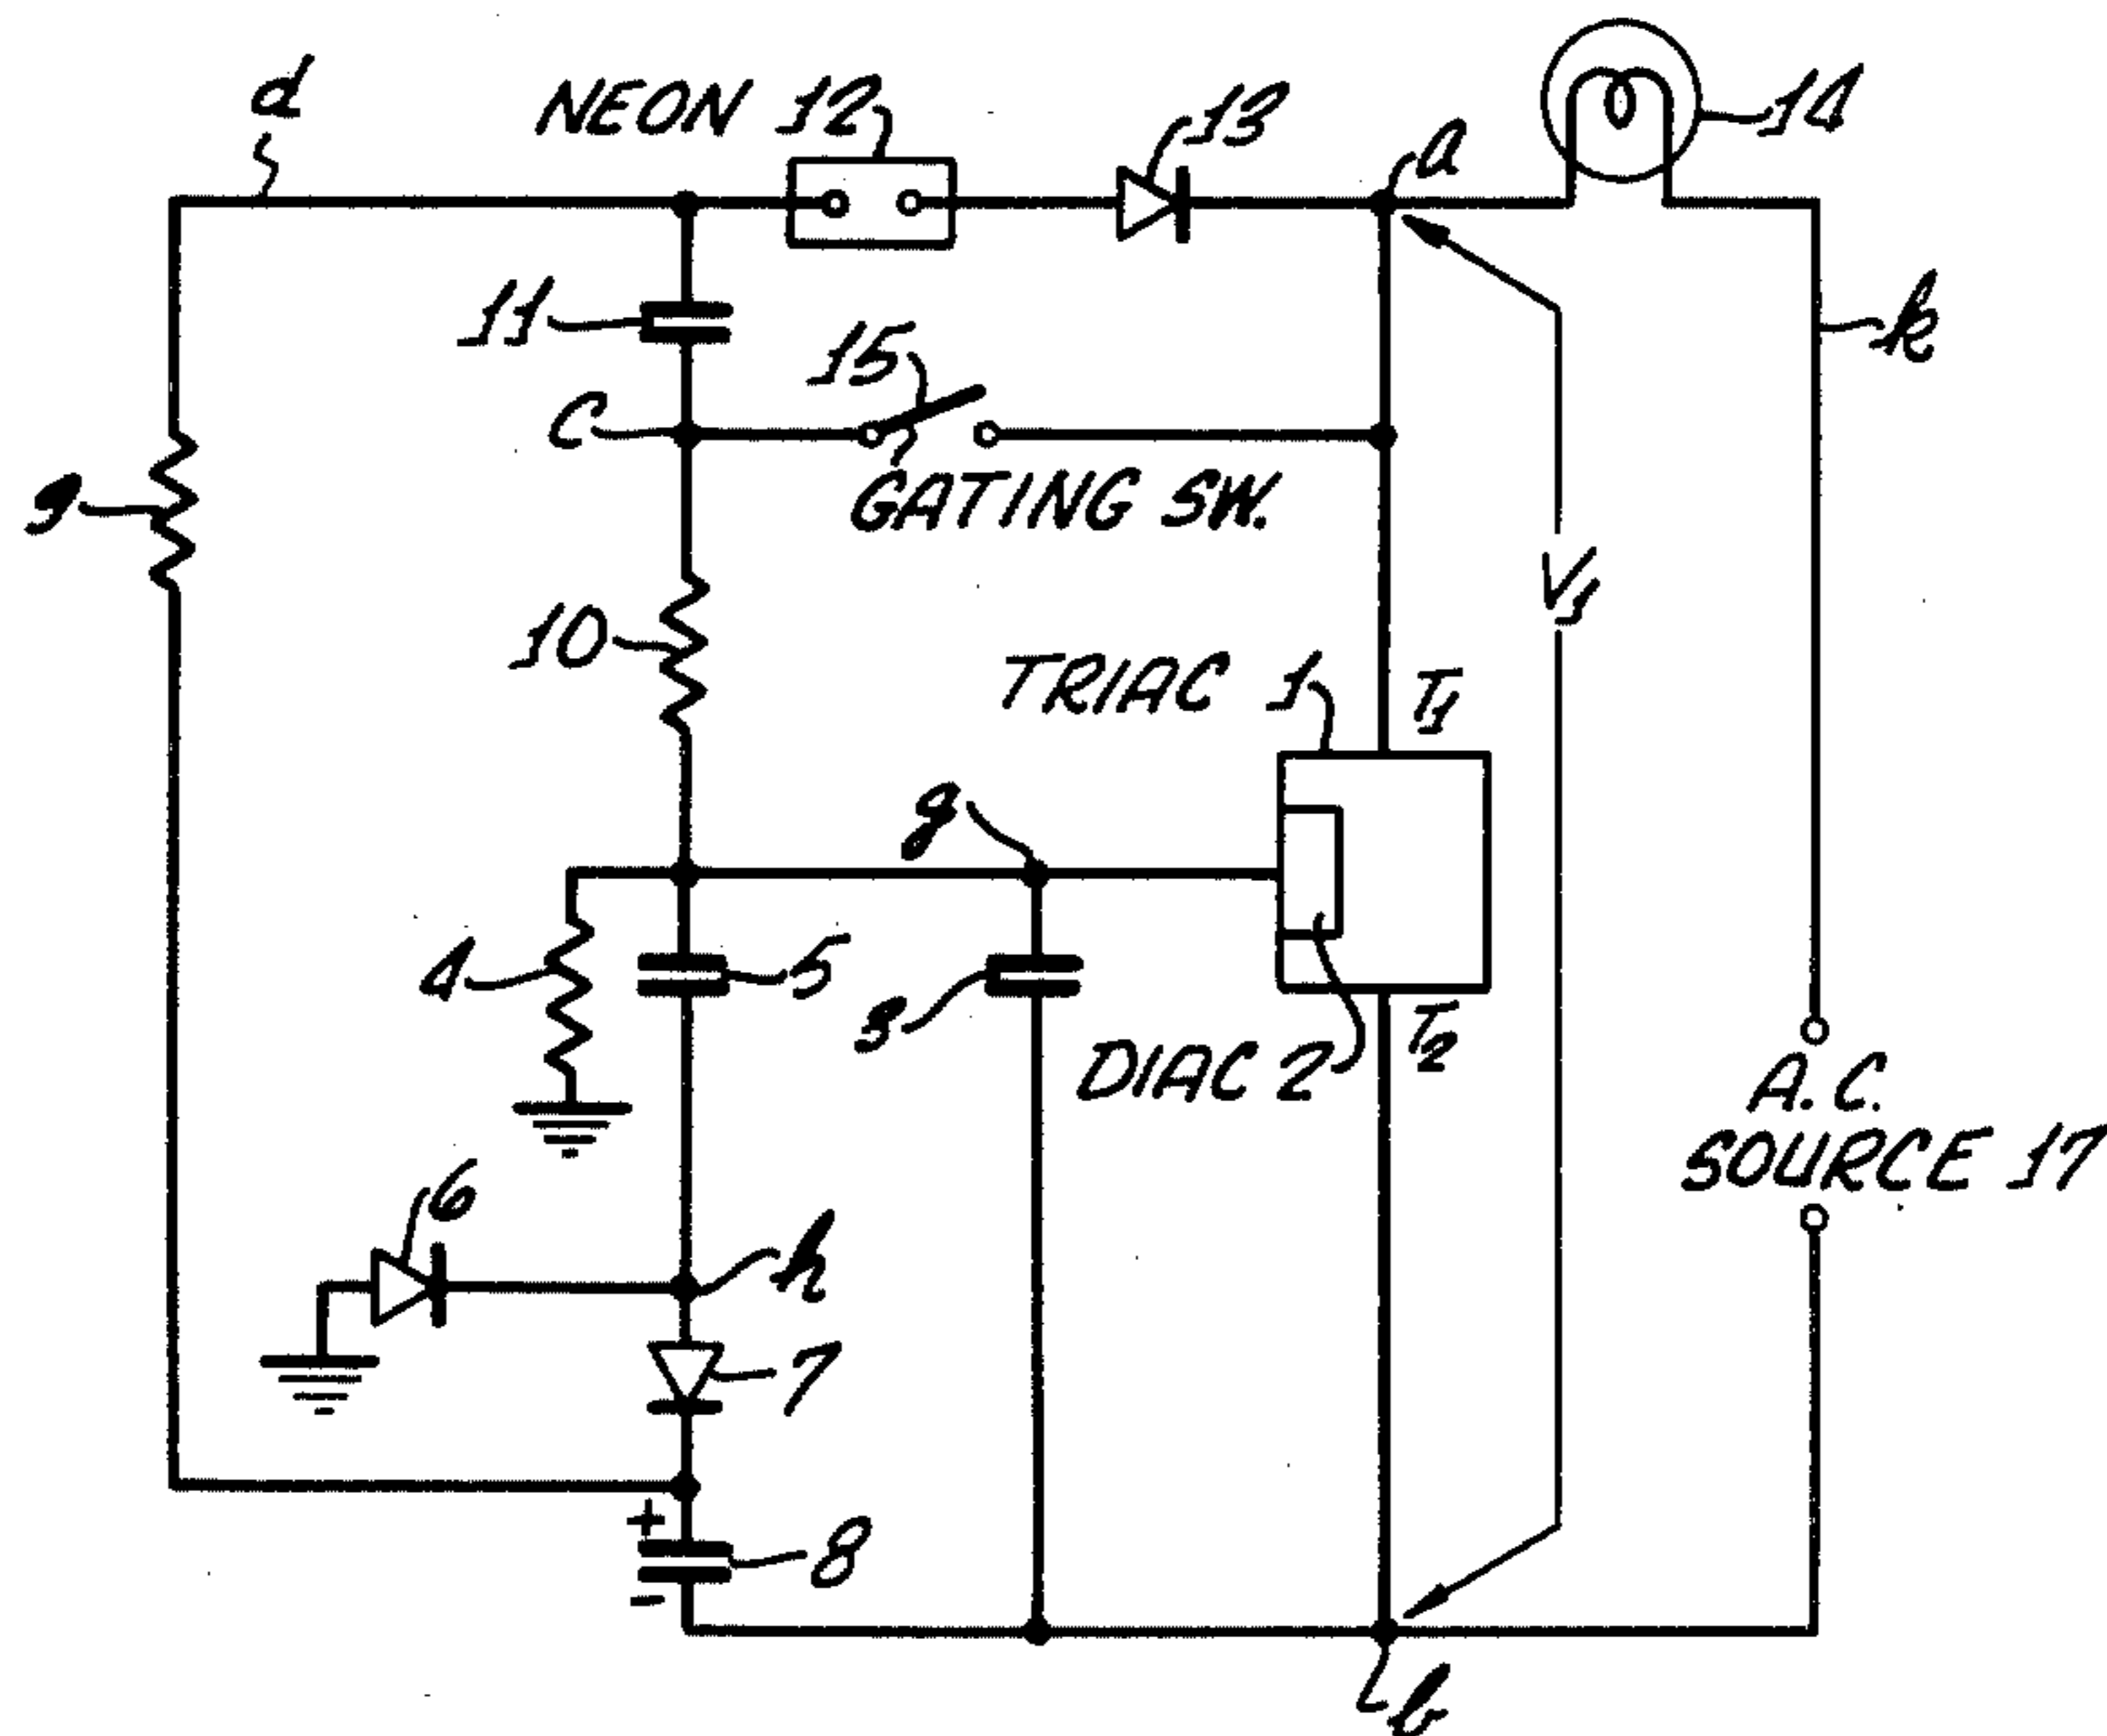 d
NEON 12
13
a
14
11
15
k
c
GATING SW.
9
V1
10
TRIAC 1
T1
g
4
5
3
T2
DIAC 2
A.C.
SOURCE 17
6
h
7
+
8
-
b